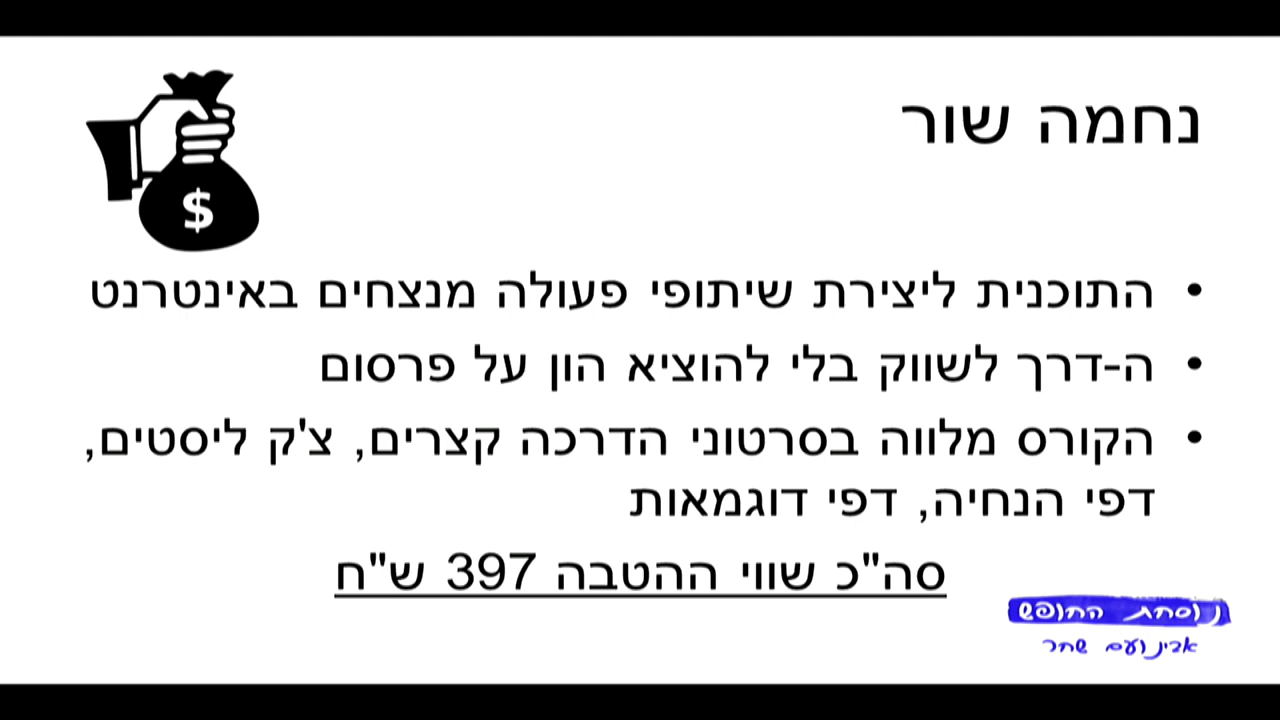 נחמה שור
$
• התוכנית ליצירת שיתופי פעולה מנצחים באינטרנט
• ה-דרך לשווק בלי להוציא הון על פרסום
• הקורס מלווה בסרטוני הדרכה קצרים, צ'ק ליסטים,
דפי הנחיה, דפי דוגמאות
סה"כ שווי ההטבה 397 ש"ח
נוסחת החופש
אבינועם שחר